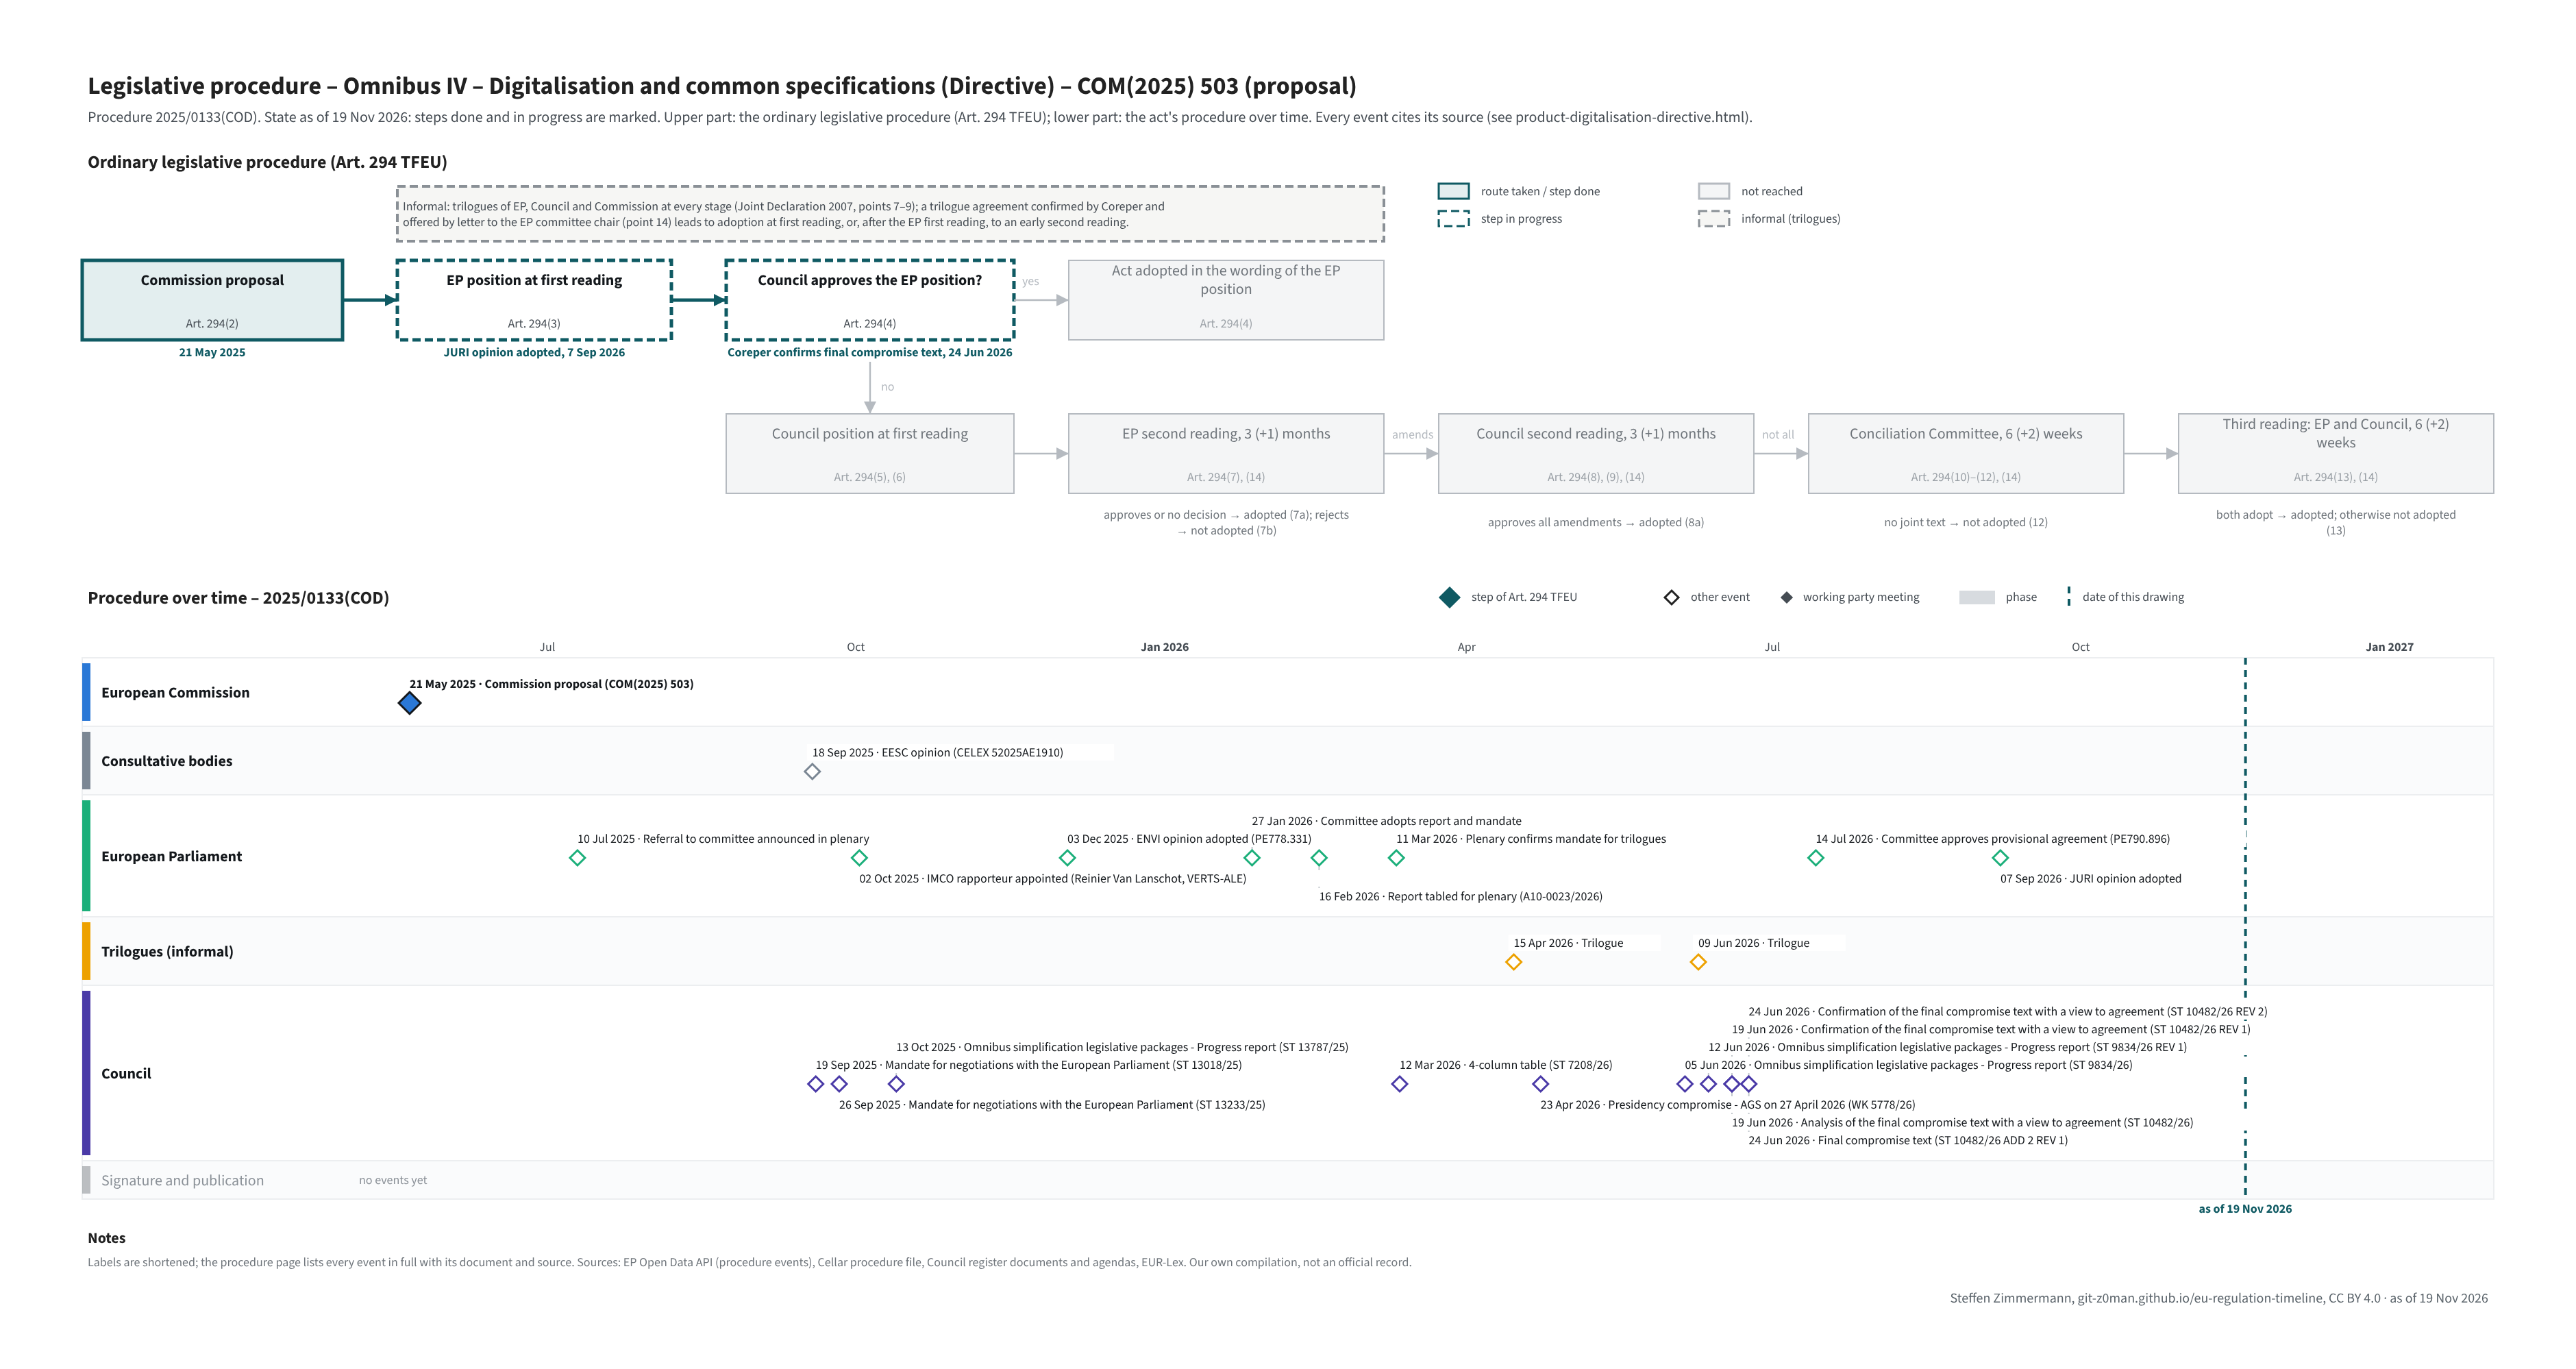 Legislative procedure – Omnibus IV – Digitalisation and common specifications (Directive) – COM(2025) 503 (proposal)
Procedure 2025/0133(COD). State as of 19 Nov 2026: steps done and in progress are marked. Upper part: the ordinary legislative procedure (Art. 294 TFEU); lower part: the act's procedure over time. Every event cites its source (see product-digitalisation-directive.html).
Ordinary legislative procedure (Art. 294 TFEU)
Informal: trilogues of EP, Council and Commission at every stage (Joint Declaration 2007, points 7–9); a trilogue agreement confirmed by Coreper and
offered by letter to the EP committee chair (point 14) leads to adoption at first reading, or, after the EP first reading, to an early second reading.
route taken / step done
not reached
step in progress
informal (trilogues)
Commission proposal
Art. 294(2)
21 May 2025
EP position at first reading
Art. 294(3)
JURI opinion adopted, 7 Sep 2026
Council approves the EP position?
Art. 294(4)
Coreper confirms final compromise text, 24 Jun 2026
yes
Act adopted in the wording of the EP
position
Art. 294(4)
no
Council position at first reading
Art. 294(5), (6)
EP second reading, 3 (+1) months
Art. 294(7), (14)
approves or no decision → adopted (7a); rejects
→ not adopted (7b)
amends
Council second reading, 3 (+1) months
Art. 294(8), (9), (14)
approves all amendments → adopted (8a)
not all
Conciliation Committee, 6 (+2) weeks
Art. 294(10)–(12), (14)
no joint text → not adopted (12)
Third reading: EP and Council, 6 (+2)
weeks
Art. 294(13), (14)
both adopt → adopted; otherwise not adopted
(13)
Procedure over time – 2025/0133(COD)
step of Art. 294 TFEU
other event
working party meeting
phase
date of this drawing
Jul
Oct
Jan 2026
Apr
Jul
Oct
Jan 2027
European Commission
21 May 2025 · Commission proposal (COM(2025) 503)
Consultative bodies
18 Sep 2025 · EESC opinion (CELEX 52025AE1910)
European Parliament
27 Jan 2026 · Committee adopts report and mandate
10 Jul 2025 · Referral to committee announced in plenary
03 Dec 2025 · ENVI opinion adopted (PE778.331)
11 Mar 2026 · Plenary confirms mandate for trilogues
14 Jul 2026 · Committee approves provisional agreement (PE790.896)
02 Oct 2025 · IMCO rapporteur appointed (Reinier Van Lanschot, VERTS-ALE)
07 Sep 2026 · JURI opinion adopted
16 Feb 2026 · Report tabled for plenary (A10-0023/2026)
Trilogues (informal)
15 Apr 2026 · Trilogue
09 Jun 2026 · Trilogue
Council
24 Jun 2026 · Confirmation of the final compromise text with a view to agreement (ST 10482/26 REV 2)
19 Jun 2026 · Confirmation of the final compromise text with a view to agreement (ST 10482/26 REV 1)
13 Oct 2025 · Omnibus simplification legislative packages - Progress report (ST 13787/25)
12 Jun 2026 · Omnibus simplification legislative packages - Progress report (ST 9834/26 REV 1)
19 Sep 2025 · Mandate for negotiations with the European Parliament (ST 13018/25)
12 Mar 2026 · 4-column table (ST 7208/26)
05 Jun 2026 · Omnibus simplification legislative packages - Progress report (ST 9834/26)
26 Sep 2025 · Mandate for negotiations with the European Parliament (ST 13233/25)
23 Apr 2026 · Presidency compromise - AGS on 27 April 2026 (WK 5778/26)
19 Jun 2026 · Analysis of the final compromise text with a view to agreement (ST 10482/26)
24 Jun 2026 · Final compromise text (ST 10482/26 ADD 2 REV 1)
Signature and publication
no events yet
as of 19 Nov 2026
Notes
Labels are shortened; the procedure page lists every event in full with its document and source. Sources: EP Open Data API (procedure events), Cellar procedure file, Council register documents and agendas, EUR-Lex. Our own compilation, not an official record.
Steffen Zimmermann, git-z0man.github.io/eu-regulation-timeline, CC BY 4.0 · as of 19 Nov 2026